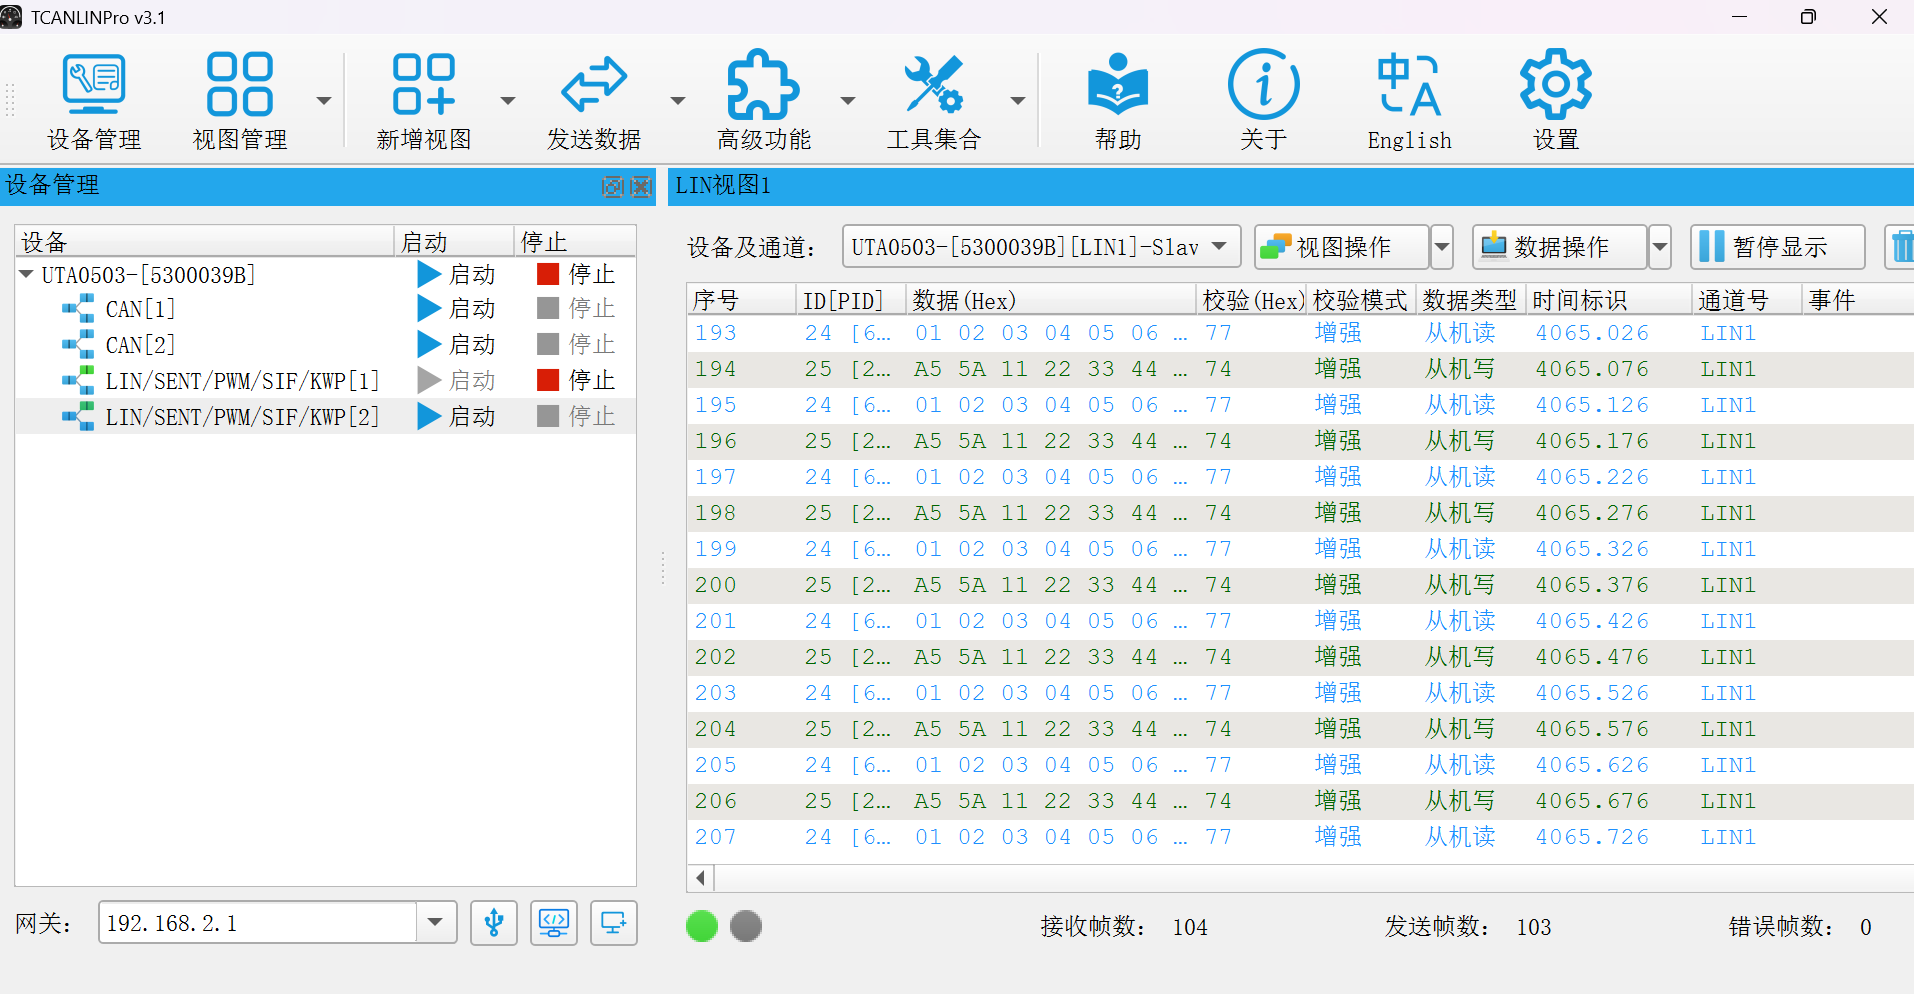 TCANLINPro v3.1
设备管理 视图管理 新增视图 发送数据 高级功能 工具集合 帮助 关于 English 设置
设备管理
设备 启动 停止
UTA0503-[5300039B] 启动 停止
CAN[1] 启动 停止
CAN[2] 启动 停止
LIN/SENT/PWM/SIF/KWP[1] 启动 停止
LIN/SENT/PWM/SIF/KWP[2] 启动 停止
网关： 192.168.2.1
LIN视图1
设备及通道： UTA0503-[5300039B][LIN1]-Slav 视图操作 数据操作 暂停显示
序号 ID[PID] 数据(Hex) 校验(Hex) 校验模式 数据类型 时间标识 通道号 事件
193 24 [6… 01 02 03 04 05 06 … 77 增强 从机读 4065.026 LIN1
194 25 [2… A5 5A 11 22 33 44 … 74 增强 从机写 4065.076 LIN1
195 24 [6… 01 02 03 04 05 06 … 77 增强 从机读 4065.126 LIN1
196 25 [2… A5 5A 11 22 33 44 … 74 增强 从机写 4065.176 LIN1
197 24 [6… 01 02 03 04 05 06 … 77 增强 从机读 4065.226 LIN1
198 25 [2… A5 5A 11 22 33 44 … 74 增强 从机写 4065.276 LIN1
199 24 [6… 01 02 03 04 05 06 … 77 增强 从机读 4065.326 LIN1
200 25 [2… A5 5A 11 22 33 44 … 74 增强 从机写 4065.376 LIN1
201 24 [6… 01 02 03 04 05 06 … 77 增强 从机读 4065.426 LIN1
202 25 [2… A5 5A 11 22 33 44 … 74 增强 从机写 4065.476 LIN1
203 24 [6… 01 02 03 04 05 06 … 77 增强 从机读 4065.526 LIN1
204 25 [2… A5 5A 11 22 33 44 … 74 增强 从机写 4065.576 LIN1
205 24 [6… 01 02 03 04 05 06 … 77 增强 从机读 4065.626 LIN1
206 25 [2… A5 5A 11 22 33 44 … 74 增强 从机写 4065.676 LIN1
207 24 [6… 01 02 03 04 05 06 … 77 增强 从机读 4065.726 LIN1
接收帧数： 104 发送帧数： 103 错误帧数： 0